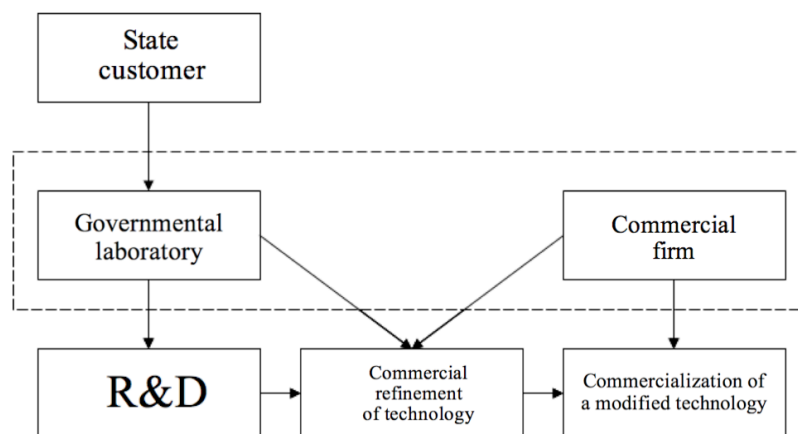 State
customer
Governmental
laboratory
Commercial
firm
R&D
Commercial
refinement
of technology
Commercialization of
a modified technology